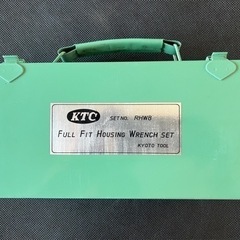 KTC SET NO. RHW8
FULL FIT HOUSING WRENCH SET
KYOTO TOOL